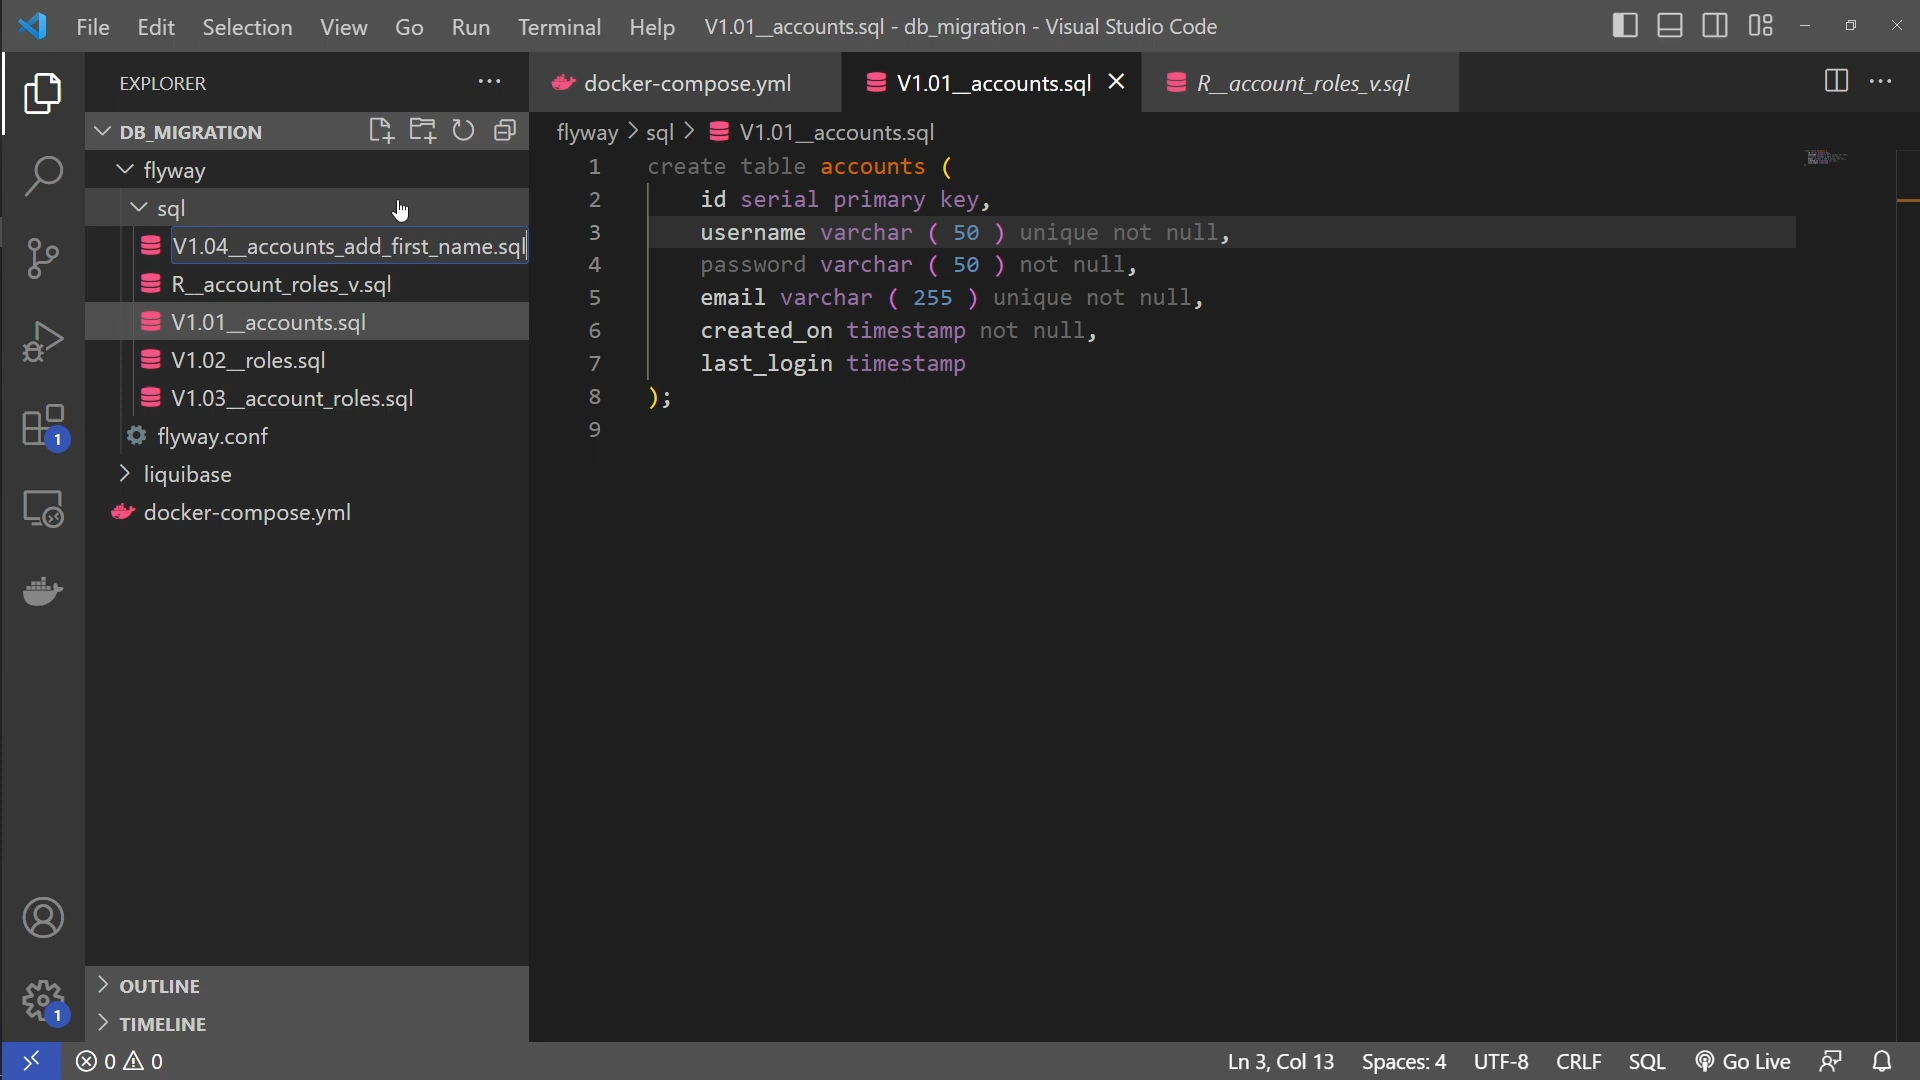 File Edit Selection View Go Run Terminal Help V1.01__accounts.sql - db_migration - Visual Studio Code
EXPLORER
DB_MIGRATION
flyway
sql
V1.04__accounts_add_first_name.sql
R__account_roles_v.sql
V1.01__accounts.sql
V1.02__roles.sql
V1.03__account_roles.sql
flyway.conf
liquibase
docker-compose.yml
OUTLINE
TIMELINE
1
1
docker-compose.yml V1.01__accounts.sql R__account_roles_v.sql
flyway > sql > V1.01__accounts.sql
1 create table accounts (
2 id serial primary key,
3 username varchar ( 50 ) unique not null,
4 password varchar ( 50 ) not null,
5 email varchar ( 255 ) unique not null,
6 created_on timestamp not null,
7 last_login timestamp
8 );
9
0 0 Ln 3, Col 13 Spaces: 4 UTF-8 CRLF SQL Go Live